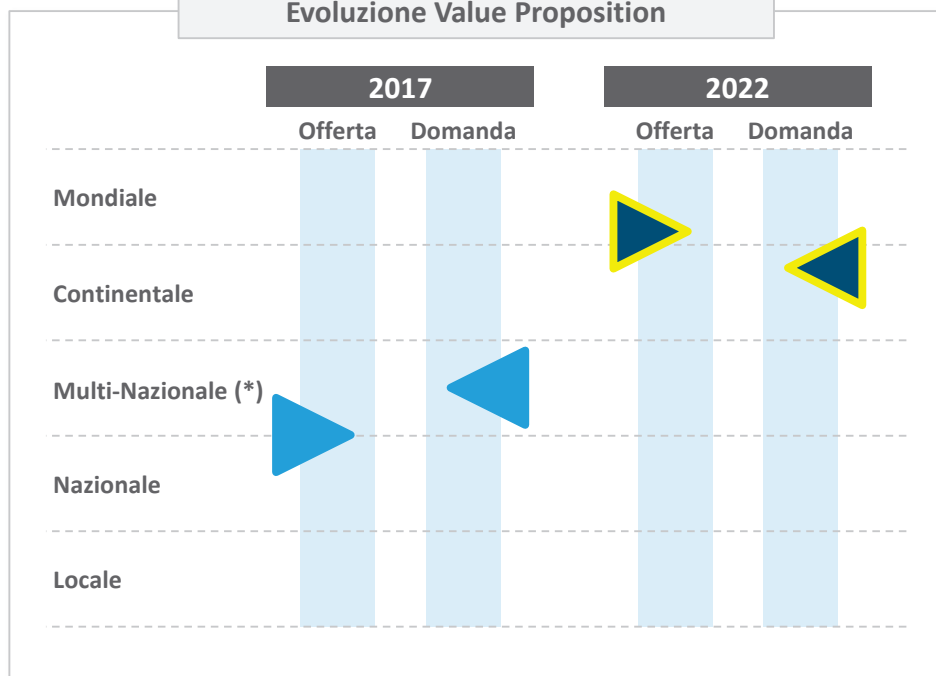 Evoluzione Value Proposition
2017 2022
Offerta Domanda Offerta Domanda
Mondiale
Continentale
Multi-Nazionale (*)
Nazionale
Locale